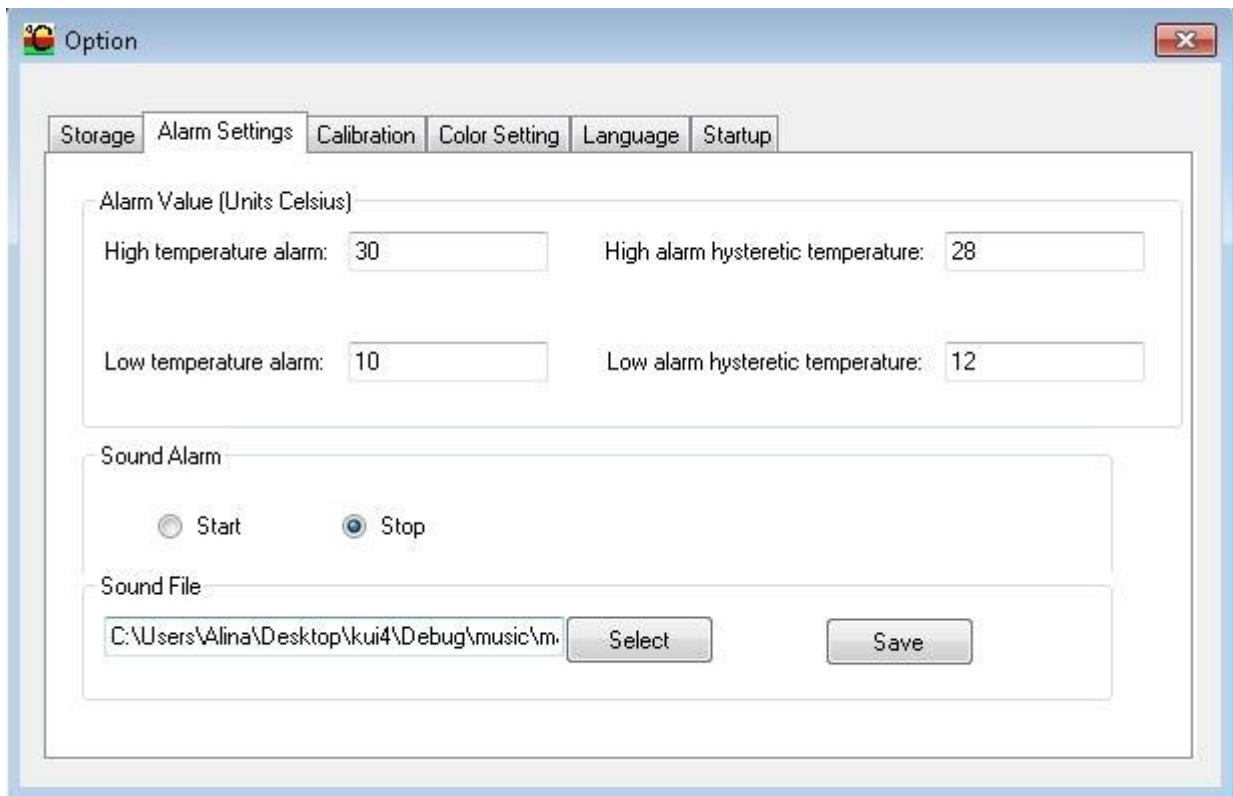 Option
Storage Alarm Settings Calibration Color Setting Language Startup
Alarm Value (Units Celsius)
High temperature alarm: 30 High alarm hysteretic temperature: 28
Low temperature alarm: 10 Low alarm hysteretic temperature: 12
Sound Alarm
Start Stop
Sound File
C:\Users\Alina\Desktop\kui4\Debug\music\m Select Save